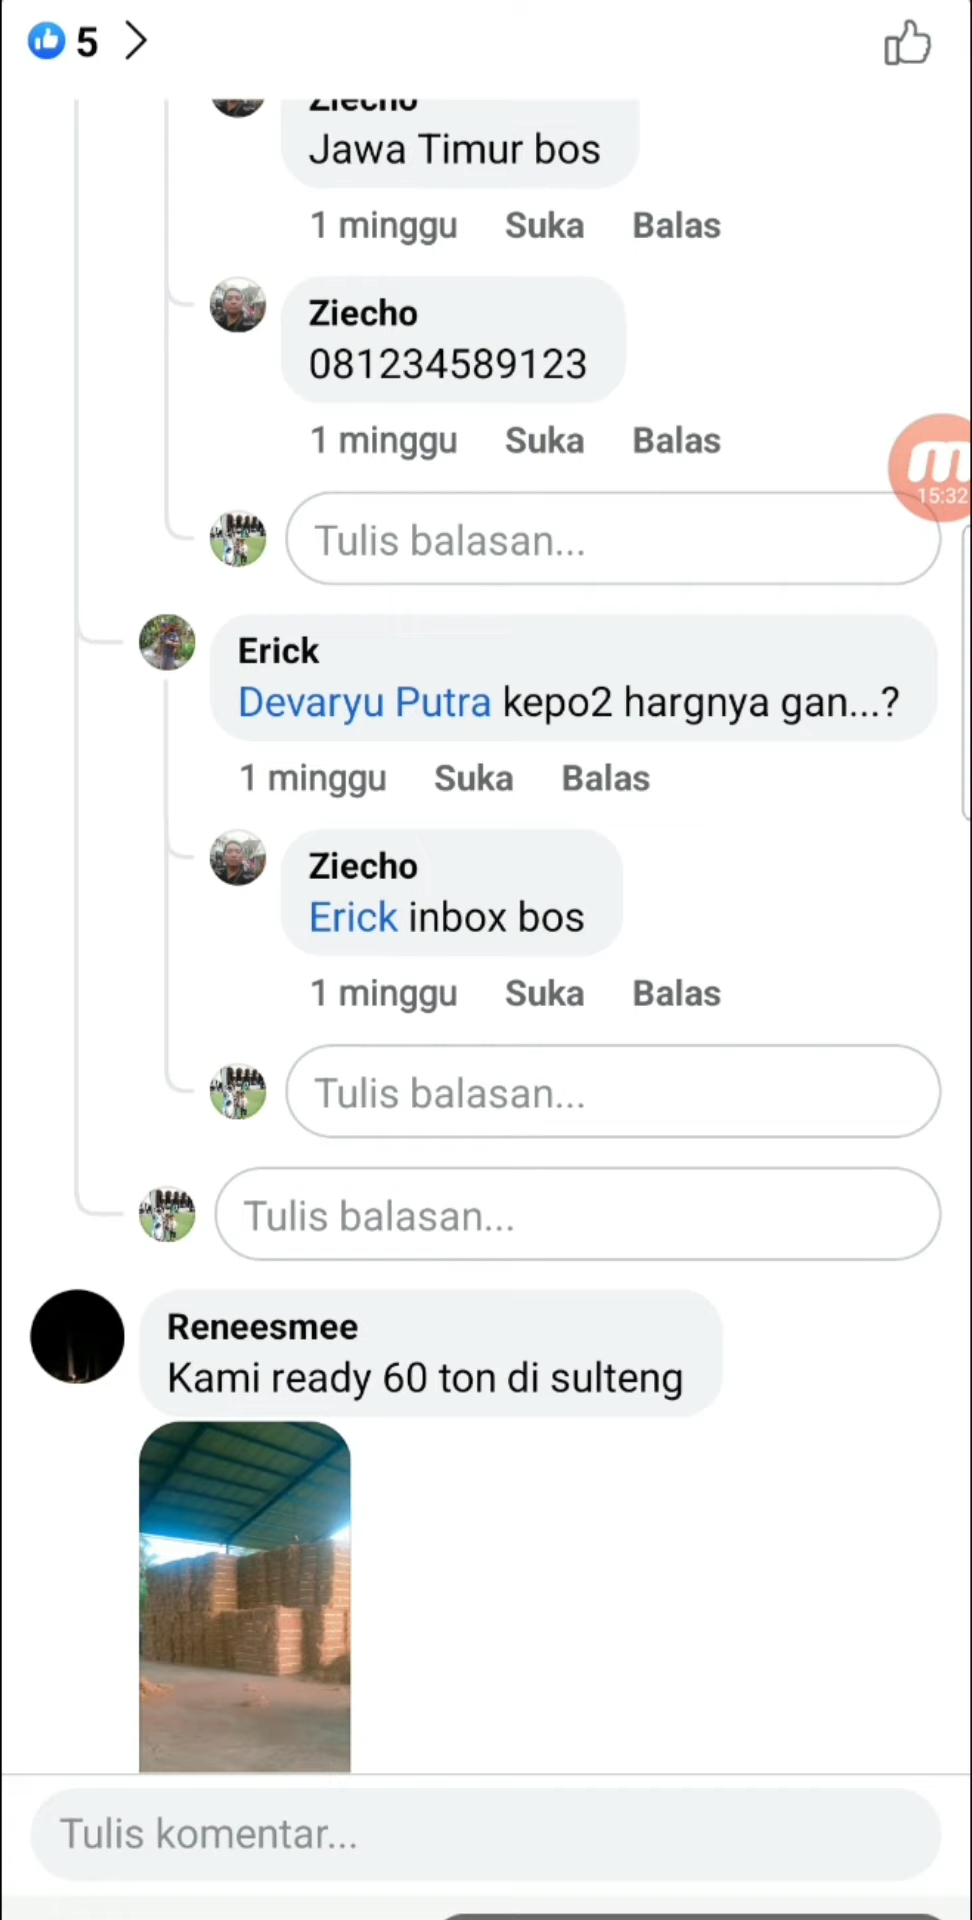 5
Ziecho
Jawa Timur bos
1 minggu Suka Balas
Ziecho
081234589123
1 minggu Suka Balas
15:32
Tulis balasan...
Erick
Devaryu Putra kepo2 hargnya gan...?
1 minggu Suka Balas
Ziecho
Erick inbox bos
1 minggu Suka Balas
Tulis balasan...
Tulis balasan...
Reneesmee
Kami ready 60 ton di sulteng
Tulis komentar...